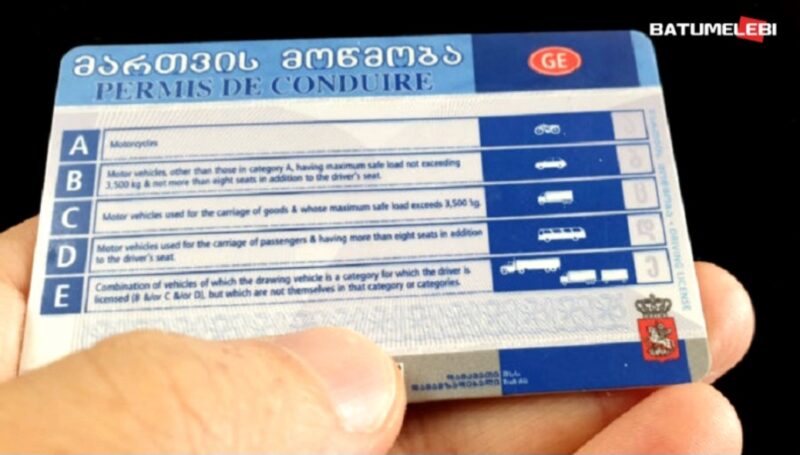 BATUMELEBI
მართვის მოწმობა
GE
PERMIS DE CONDUIRE
A
Motorcycles
B
Motor vehicles, other than those in category A, having maximum safe load not exceeding
3,500 kg & not more than eight seats in addition to the driver's seat.
C
Motor vehicles used for the carriage of goods & whose maximum safe load exceeds 3,500 kg.
D
Motor vehicles used for the carriage of passengers & having more than eight seats in addition
to the driver's seat.
E
Combination of vehicles of which the drawing vehicle is a category for which the driver is
licensed (B &/or C &/or D), but which are not themselves in that category or categories.
DRIVING LICENSE